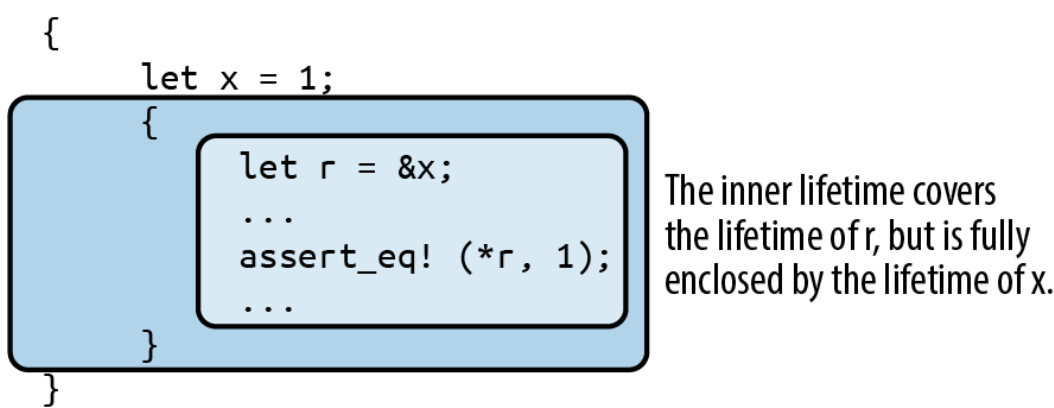 {
let x = 1;
{
let r = &x;
...
assert_eq! (*r, 1);
...
}
}
The inner lifetime covers
the lifetime of r, but is fully
enclosed by the lifetime of x.